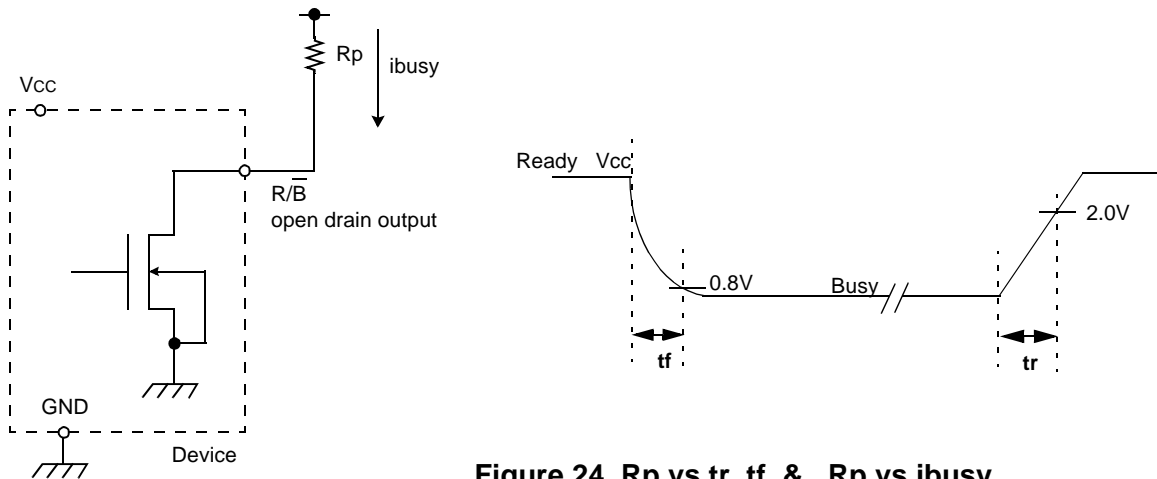 Rp
ibusy
VCC
R/B̅
open drain output
GND
Device
Ready Vcc
2.0V
0.8V
Busy
tf
tr
Figure 24 Rp vs tr tf & Rp vs ibusy